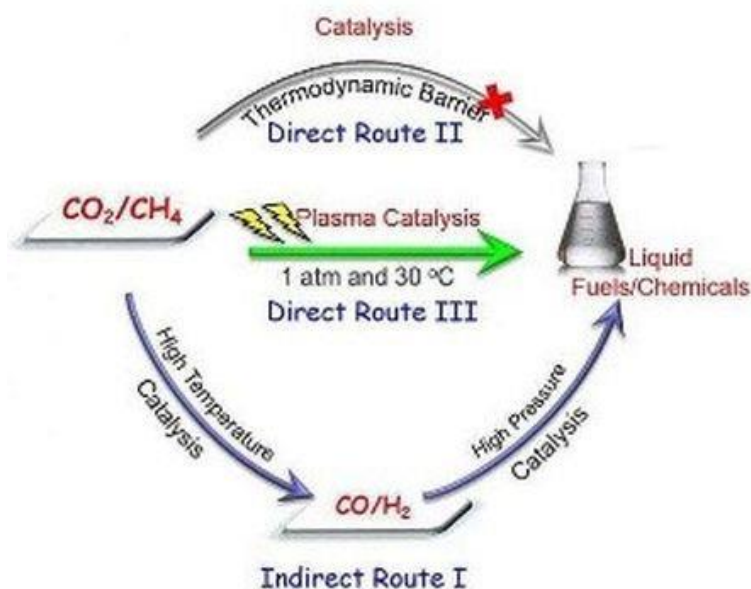 Catalysis
Thermodynamic Barrier
Direct Route II
CO₂/CH₄
Plasma Catalysis
1 atm and 30 °C
Direct Route III
Liquid
Fuels/Chemicals
High Temperature
Catalysis
High Pressure
Catalysis
CO/H₂
Indirect Route I